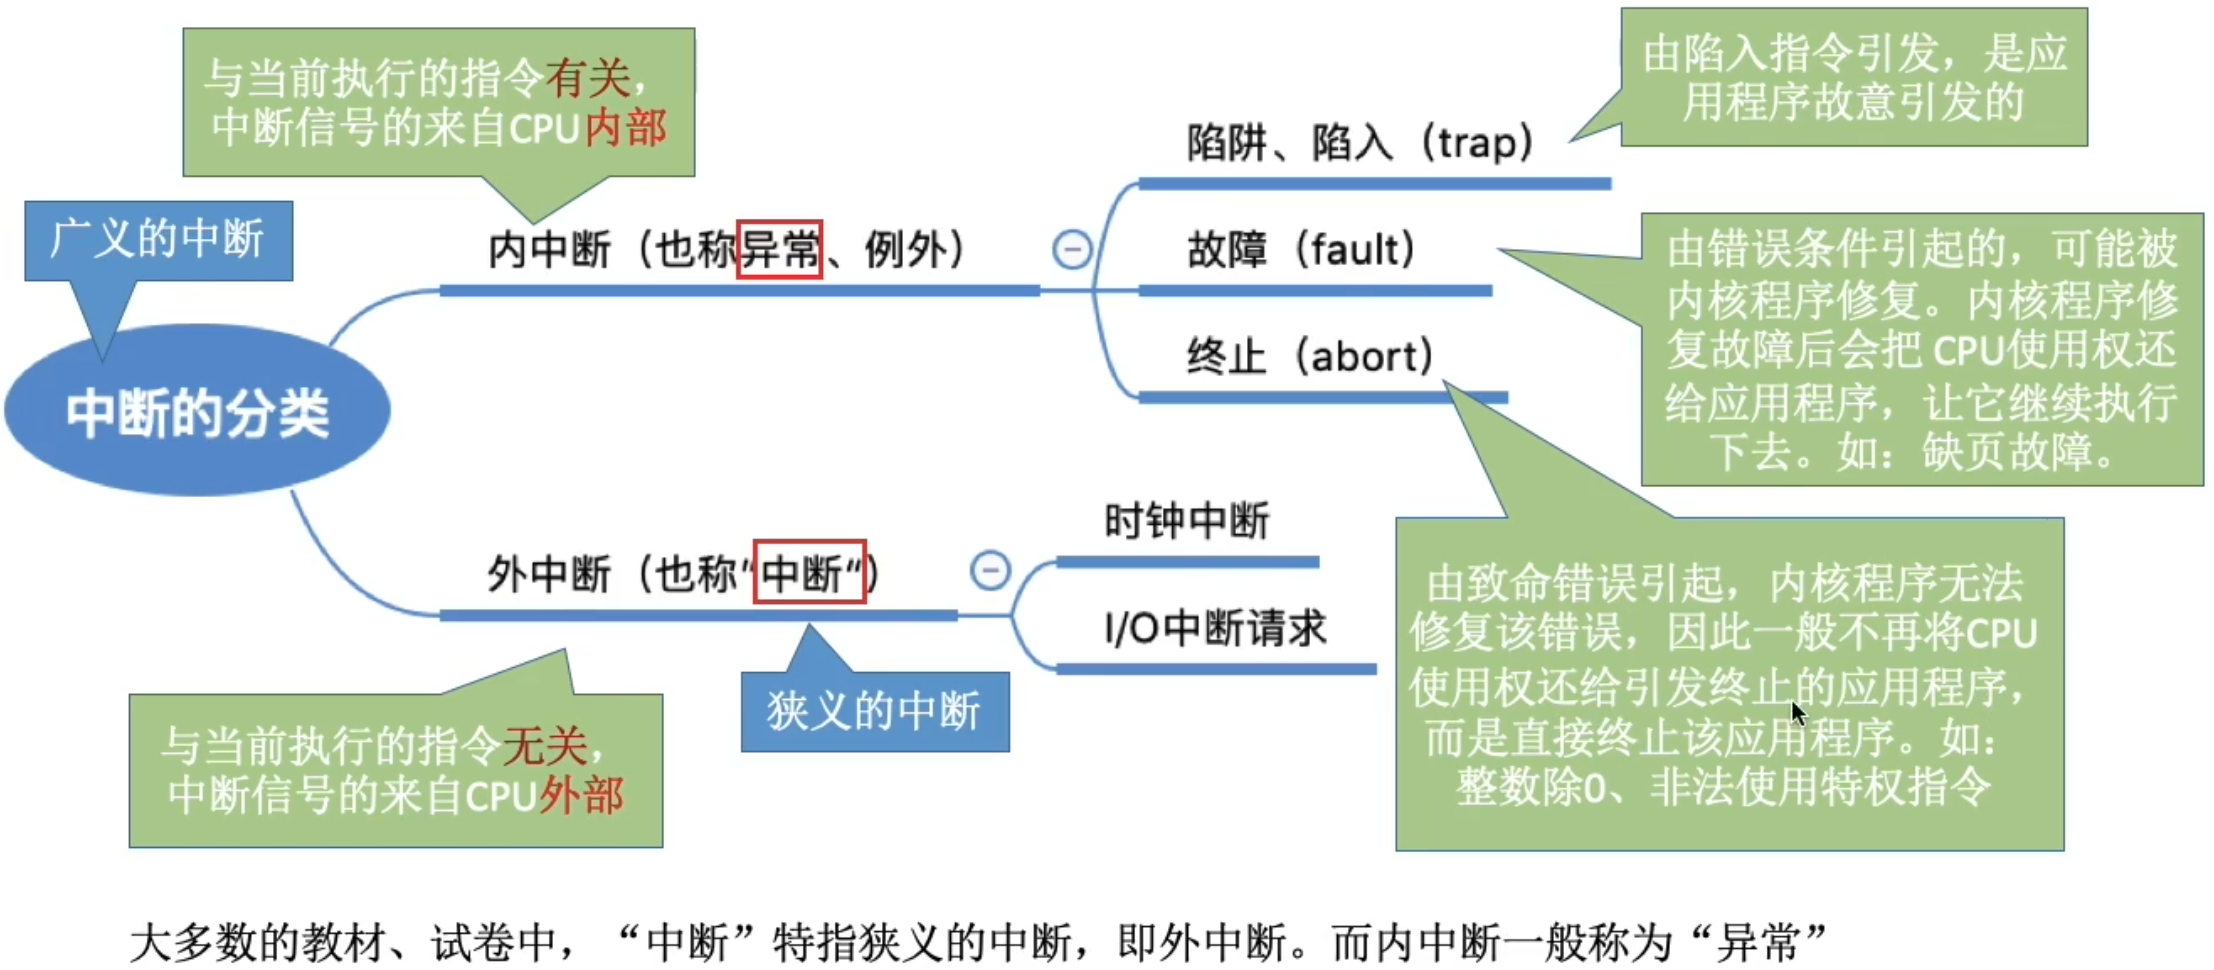 与当前执行的指令有关，
中断信号的来自CPU内部
由陷入指令引发，是应
用程序故意引发的
陷阱、陷入（trap）
广义的中断
内中断（也称异常、例外）
故障（fault）
由错误条件引起的，可能被
内核程序修复。内核程序修
复故障后会把 CPU使用权还
给应用程序，让它继续执行
下去。如：缺页故障。
终止（abort）
中断的分类
时钟中断
外中断（也称“中断“）
I/O中断请求
由致命错误引起，内核程序无法
修复该错误，因此一般不再将CPU
使用权还给引发终止的应用程序，
而是直接终止该应用程序。如：
整数除0、非法使用特权指令
狭义的中断
与当前执行的指令无关，
中断信号的来自CPU外部
大多数的教材、试卷中，“中断”特指狭义的中断，即外中断。而内中断一般称为“异常”